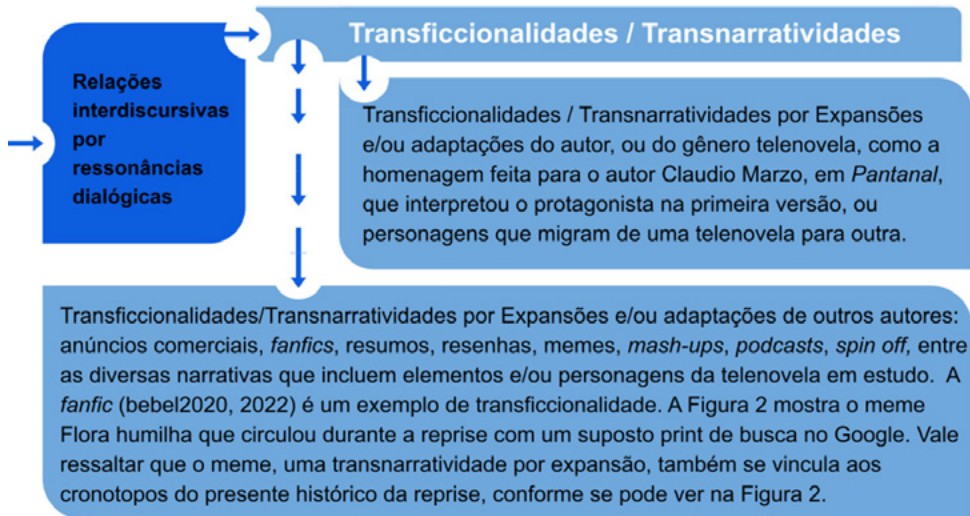 Transficcionalidades / Transnarratividades
Relações
interdiscursivas
por
ressonâncias
dialógicas
Transficcionalidades / Transnarratividades por Expansões
e/ou adaptações do autor, ou do gênero telenovela, como a
homenagem feita para o autor Claudio Marzo, em Pantanal,
que interpretou o protagonista na primeira versão, ou
personagens que migram de uma telenovela para outra.
Transficcionalidades/Transnarratividades por Expansões e/ou adaptações de outros autores:
anúncios comerciais, fanfics, resumos, resenhas, memes, mash-ups, podcasts, spin off, entre
as diversas narrativas que incluem elementos e/ou personagens da telenovela em estudo. A
fanfic (bebel2020, 2022) é um exemplo de transficcionalidade. A Figura 2 mostra o meme
Flora humilha que circulou durante a reprise com um suposto print de busca no Google. Vale
ressaltar que o meme, uma transnarratividade por expansão, também se vincula aos
cronotopos do presente histórico da reprise, conforme se pode ver na Figura 2.